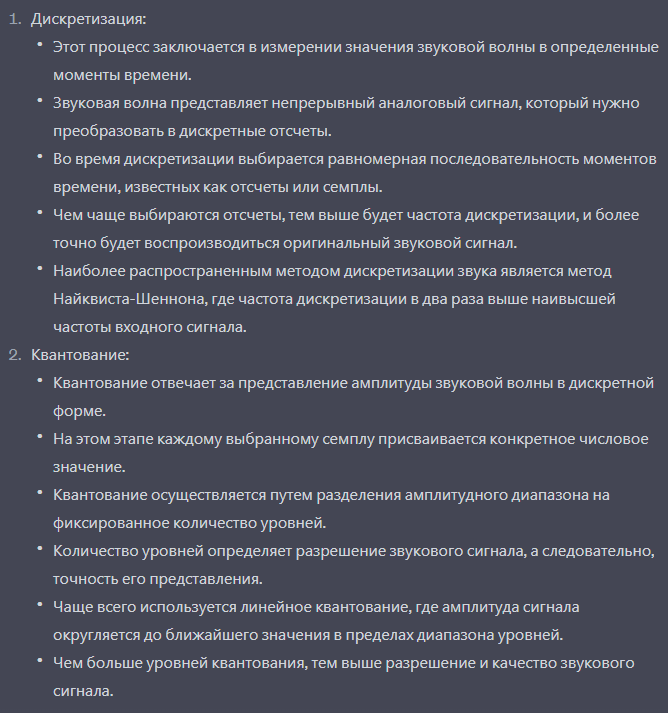 1. Дискретизация:
• Этот процесс заключается в измерении значения звуковой волны в определенные
моменты времени.
• Звуковая волна представляет непрерывный аналоговый сигнал, который нужно
преобразовать в дискретные отсчеты.
• Во время дискретизации выбирается равномерная последовательность моментов
времени, известных как отсчеты или семплы.
• Чем чаще выбираются отсчеты, тем выше будет частота дискретизации, и более
точно будет воспроизводиться оригинальный звуковой сигнал.
• Наиболее распространенным методом дискретизации звука является метод
Найквиста-Шеннона, где частота дискретизации в два раза выше наивысшей
частоты входного сигнала.
2. Квантование:
• Квантование отвечает за представление амплитуды звуковой волны в дискретной
форме.
• На этом этапе каждому выбранному семплу присваивается конкретное числовое
значение.
• Квантование осуществляется путем разделения амплитудного диапазона на
фиксированное количество уровней.
• Количество уровней определяет разрешение звукового сигнала, а следовательно,
точность его представления.
• Чаще всего используется линейное квантование, где амплитуда сигнала
округляется до ближайшего значения в пределах диапазона уровней.
• Чем больше уровней квантования, тем выше разрешение и качество звукового
сигнала.